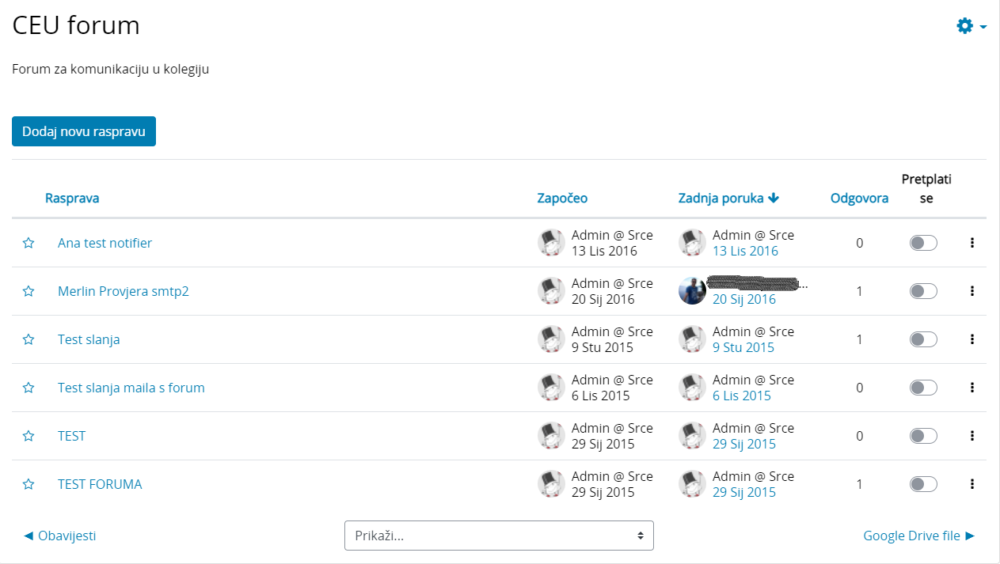 CEU forum
Forum za komunikaciju u kolegiju
Dodaj novu raspravu
Rasprava
Započeo
Zadnja poruka
Odgovora
Pretplati
se
Ana test notifier
Admin @ Srce
13 Lis 2016
Admin @ Srce
13 Lis 2016
0
Merlin Provjera smtp2
Admin @ Srce
20 Sij 2016
...
20 Sij 2016
1
Test slanja
Admin @ Srce
9 Stu 2015
Admin @ Srce
9 Stu 2015
1
Test slanja maila s forum
Admin @ Srce
6 Lis 2015
Admin @ Srce
6 Lis 2015
0
TEST
Admin @ Srce
29 Sij 2015
Admin @ Srce
29 Sij 2015
0
TEST FORUMA
Admin @ Srce
29 Sij 2015
Admin @ Srce
29 Sij 2015
1
◄ Obavijesti
Prikaži...
Google Drive file ►